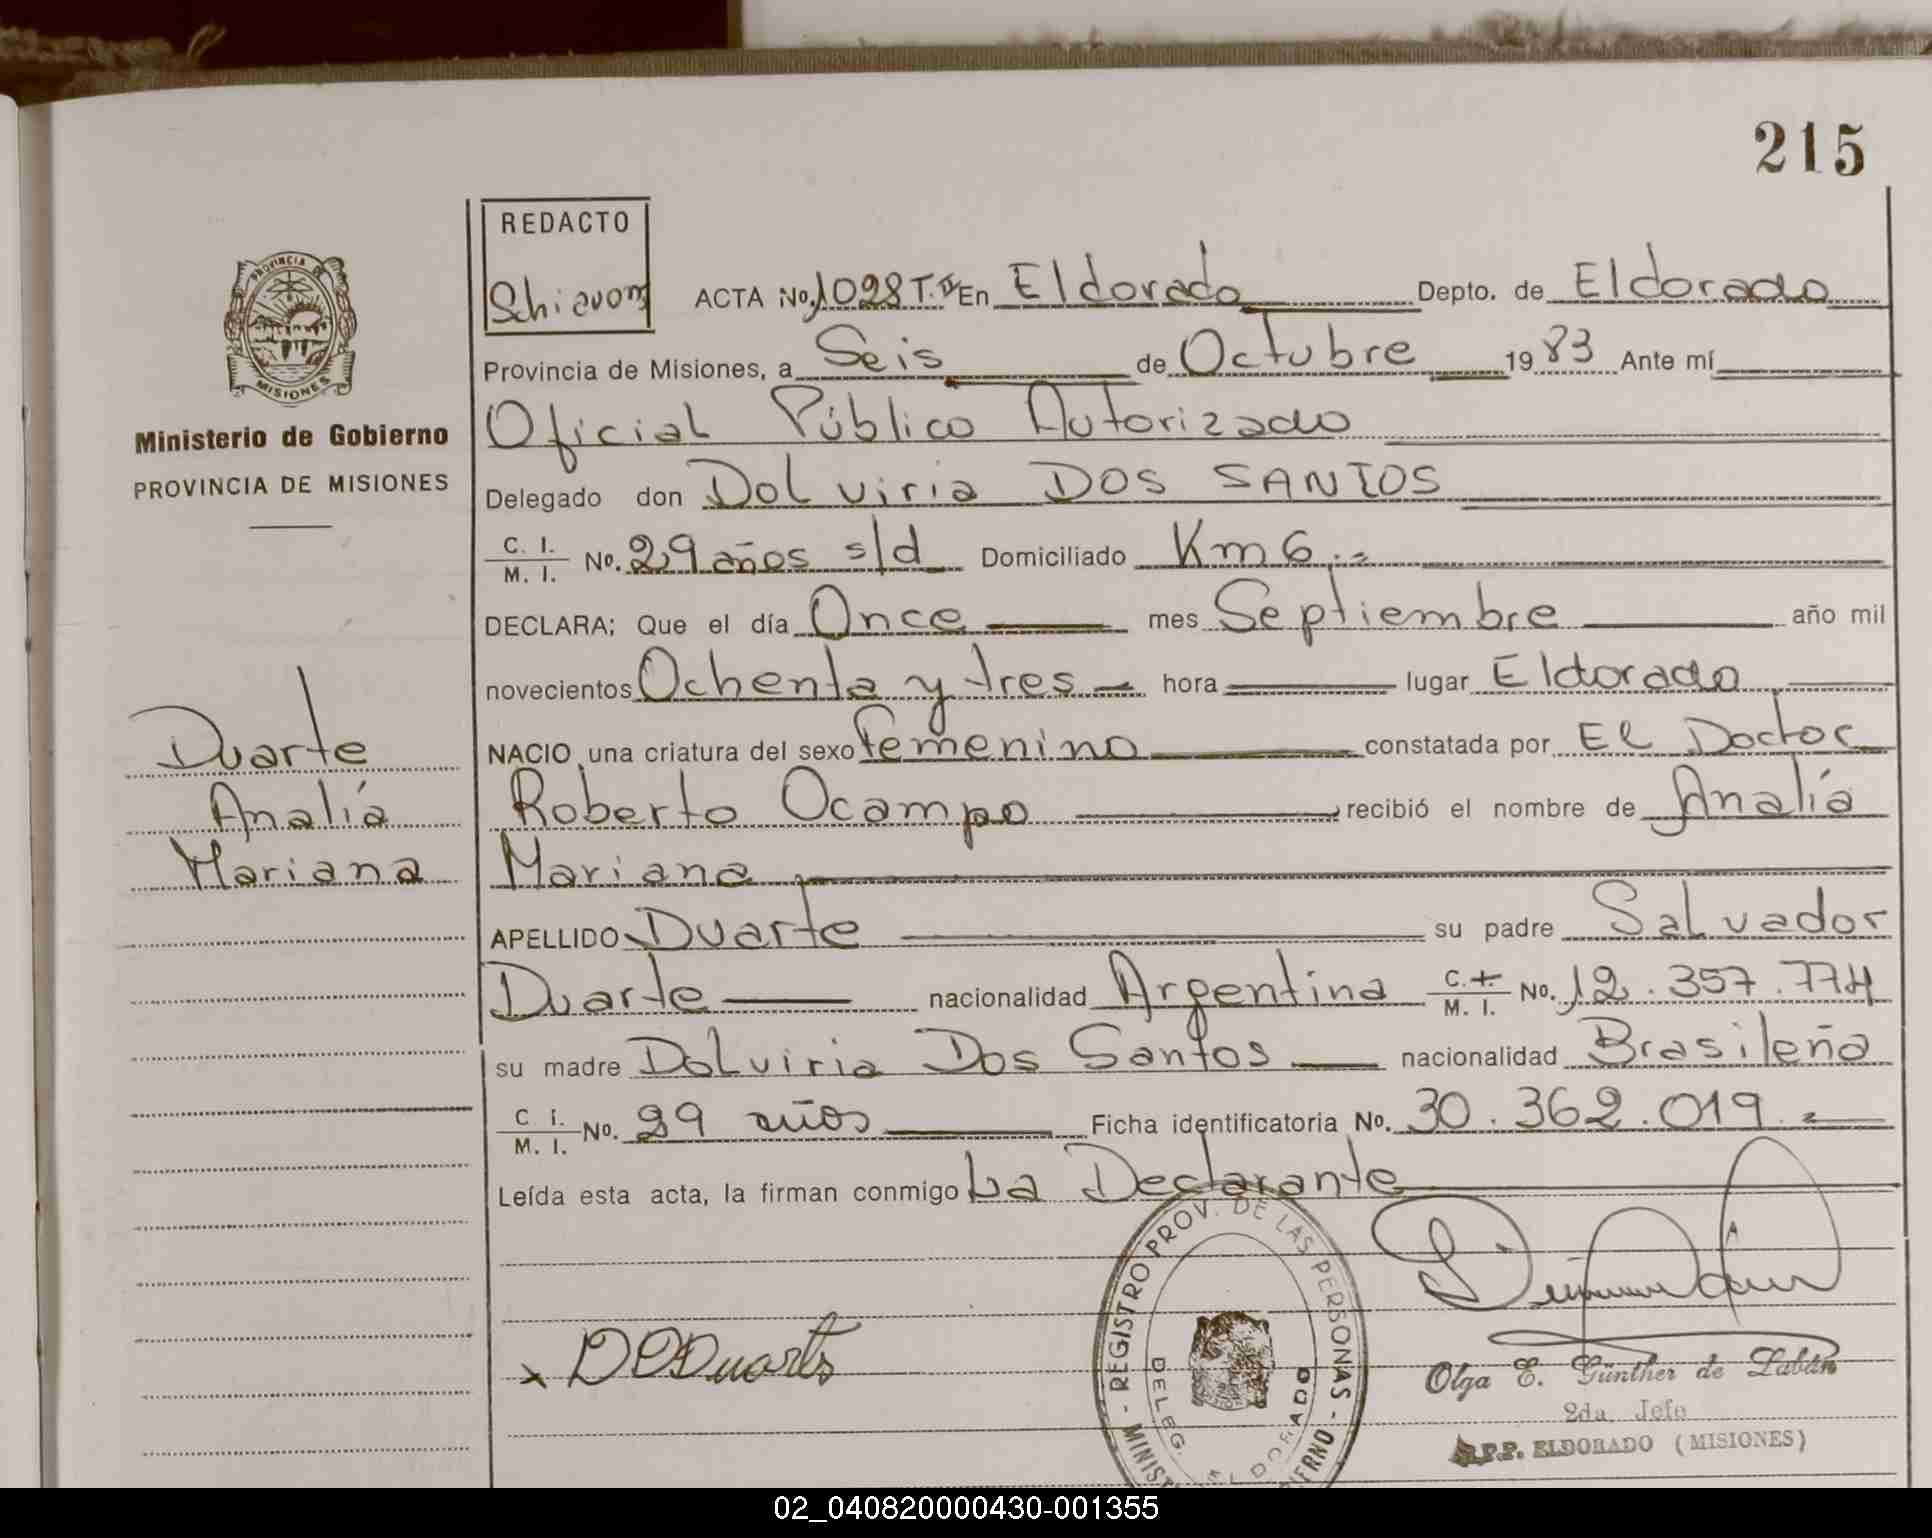 215
REDACTO
Schiavoni
PROVINCIA DE
MISIONES
Ministerio de Gobierno
PROVINCIA DE MISIONES
ACTA No. 1028 T. En Eldorado Depto. de Eldorado
Provincia de Misiones, a Seis de Octubre 1983 Ante mí
Oficial Público Autorizado
Delegado don Dolviria DOS SANTOS
C. I. / M. I. No. 29 años s/d Domiciliado Km 6.=
DECLARA; Que el día Once mes Septiembre año mil
novecientos Ochenta y tres hora lugar Eldorado
NACIO una criatura del sexo femenino constatada por El Doctor
Roberto Ocampo recibió el nombre de Analía
Mariana
APELLIDO Duarte su padre Salvador
Duarte nacionalidad Argentina C. I. / M. I. No. 12.357.774
su madre Dolviria Dos Santos nacionalidad Brasileña
C I. / M. I. No. 29 años Ficha identificatoria No. 30.362.019.=
Leída esta acta, la firman conmigo La Declarante
Duarte
Analía
Mariana
x D D Duarte
REGISTRO PROV. DE LAS PERSONAS - MINIST
DELEG. ELDORADO
Olga E. Günther de Labán
2da. Jefe
R.P.P. ELDORADO (MISIONES)
02_040820000430-001355